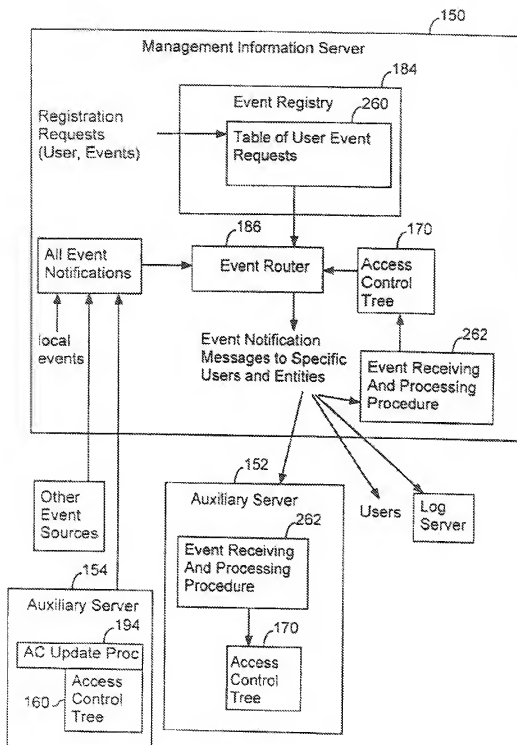 150
Management Information Server
184
Event Registry
260
Registration
Requests
(User, Events)
Table of User Event
Requests
186
170
All Event
Notifications
Event Router
Access
Control
Tree
local
events
Event Notification
Messages to Specific
Users and Entities
262
Event Receiving
And Processing
Procedure
152
Other
Event
Sources
Auxiliary Server
262
Users
Log
Server
154
Event Receiving
And Processing
Procedure
Auxiliary Server
194
AC Update Proc
170
160
Access
Control
Tree
Access
Control
Tree